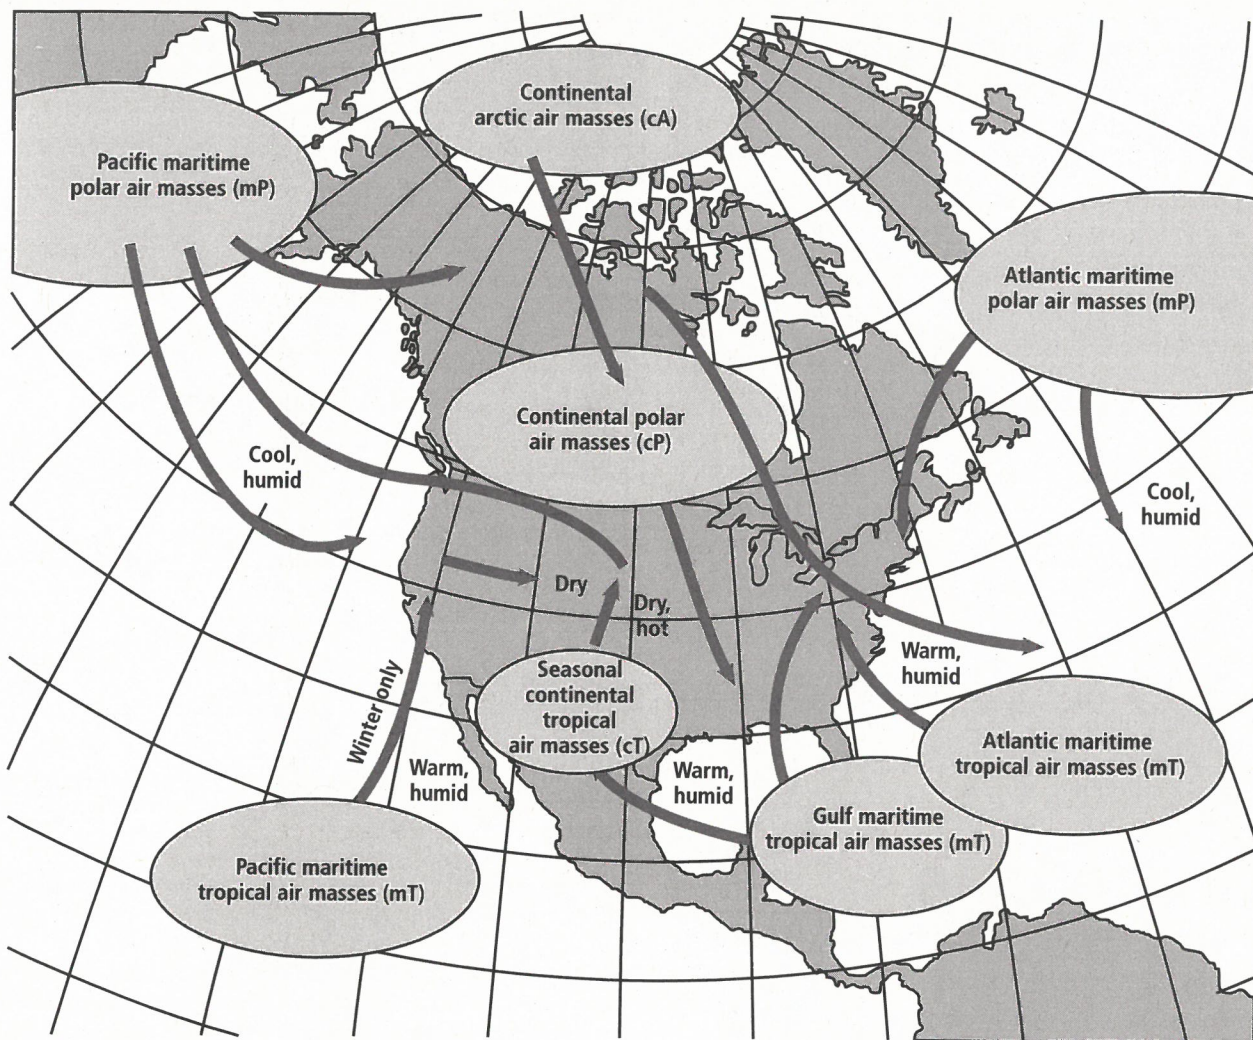 Continental
arctic air masses (cA)
Pacific maritime
polar air masses (mP)
Atlantic maritime
polar air masses (mP)
Continental polar
air masses (cP)
Cool,
humid
Cool,
humid
Dry
Dry,
hot
Warm,
humid
Seasonal
continental
tropical
air masses (cT)
Winter only
Warm,
humid
Warm,
humid
Atlantic maritime
tropical air masses (mT)
Gulf maritime
tropical air masses (mT)
Pacific maritime
tropical air masses (mT)